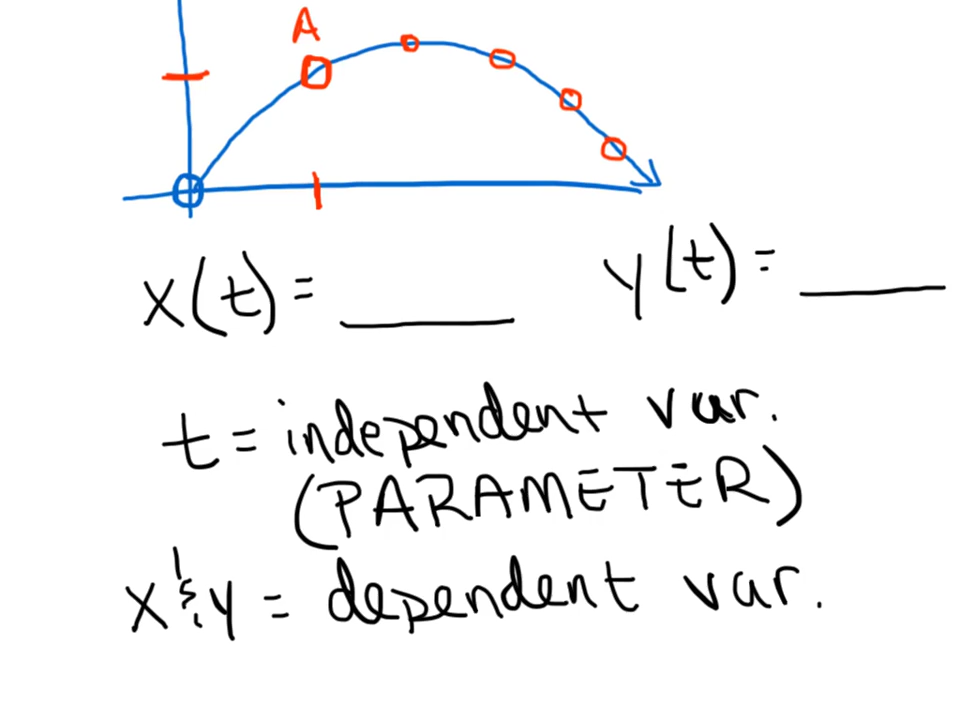 A
x(t) = ____ y(t) = ____
t = independent var.
(PARAMETER)
x & y = dependent var.